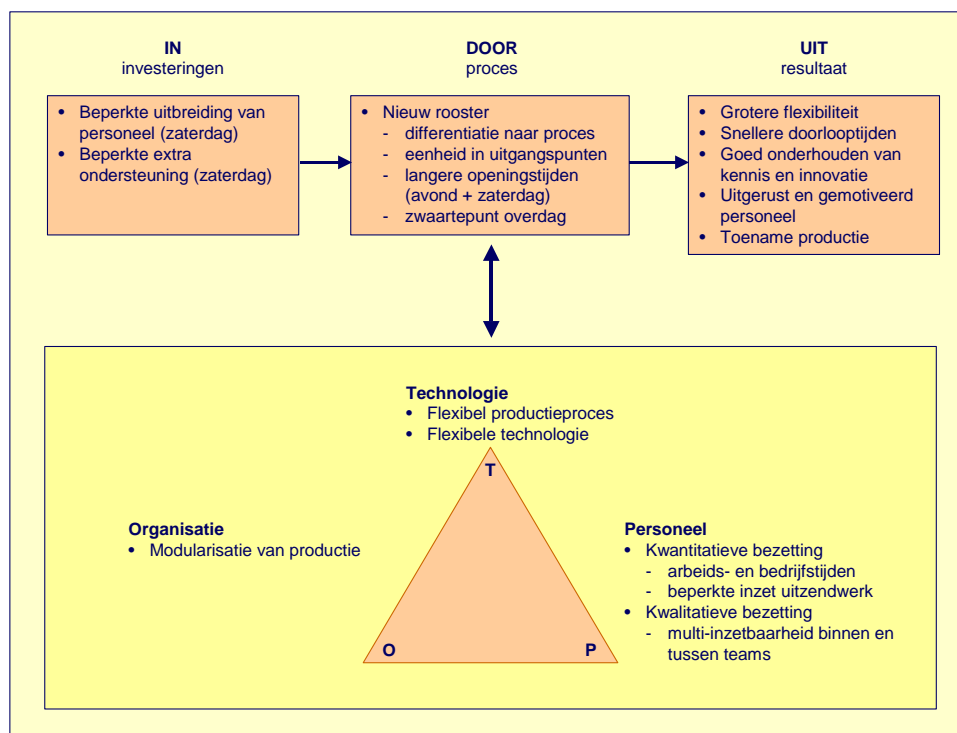 IN
investeringen
• Beperkte uitbreiding van
personeel (zaterdag)
• Beperkte extra
ondersteuning (zaterdag)
DOOR
proces
• Nieuw rooster
- differentiatie naar proces
- eenheid in uitgangspunten
- langere openingstijden
(avond + zaterdag)
- zwaartepunt overdag
UIT
resultaat
• Grotere flexibiliteit
• Snellere doorlooptijden
• Goed onderhouden van
kennis en innovatie
• Uitgerust en gemotiveerd
personeel
• Toename productie
Technologie
• Flexibel productieproces
• Flexibele technologie
T
Organisatie
• Modularisatie van productie
O
Personeel
• Kwantitatieve bezetting
- arbeids- en bedrijfstijden
- beperkte inzet uitzendwerk
• Kwalitatieve bezetting
- multi-inzetbaarheid binnen en
tussen teams
P